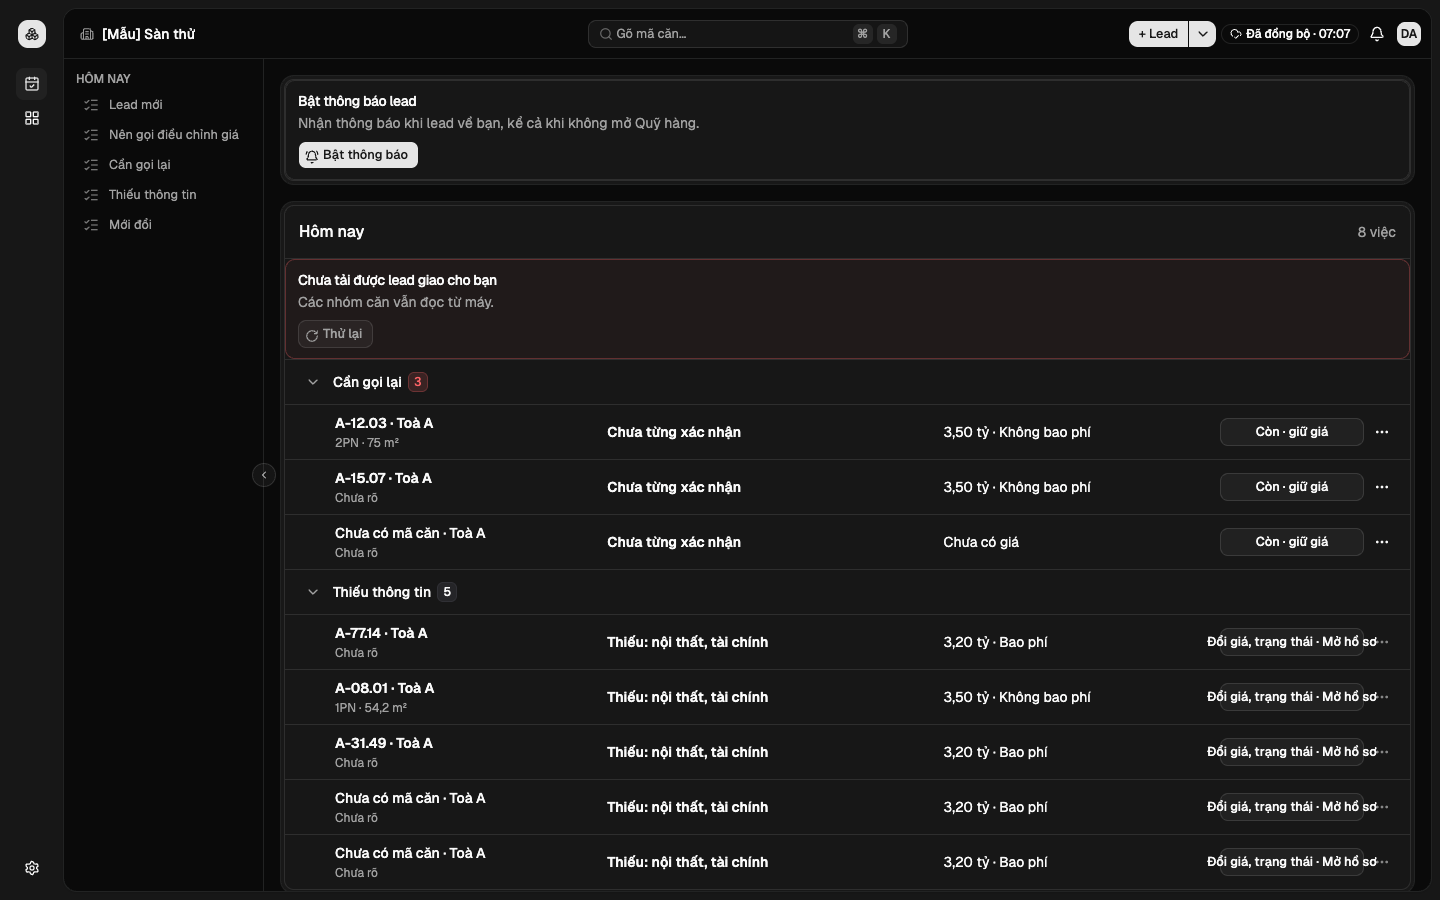 [Mẫu] Sàn thử
Gõ mã căn...
⌘ K
+ Lead
Đã đồng bộ · 07:07
DA
HÔM NAY
Lead mới
Nên gọi điều chỉnh giá
Cần gọi lại
Thiếu thông tin
Mới đổi
Bật thông báo lead
Nhận thông báo khi lead về bạn, kể cả khi không mở Quỹ hàng.
Bật thông báo
Hôm nay
8 việc
Chưa tải được lead giao cho bạn
Các nhóm căn vẫn đọc từ máy.
Thử lại
Cần gọi lại 3
A-12.03 · Toà A
2PN · 75 m²
Chưa từng xác nhận
3,50 tỷ · Không bao phí
Còn · giữ giá
A-15.07 · Toà A
Chưa rõ
Chưa từng xác nhận
3,50 tỷ · Không bao phí
Còn · giữ giá
Chưa có mã căn · Toà A
Chưa rõ
Chưa từng xác nhận
Chưa có giá
Còn · giữ giá
Thiếu thông tin 5
A-77.14 · Toà A
Chưa rõ
Thiếu: nội thất, tài chính
3,20 tỷ · Bao phí
Đổi giá, trạng thái · Mở hồ sơ
A-08.01 · Toà A
1PN · 54,2 m²
Thiếu: nội thất, tài chính
3,50 tỷ · Không bao phí
Đổi giá, trạng thái · Mở hồ sơ
A-31.49 · Toà A
Chưa rõ
Thiếu: nội thất, tài chính
3,20 tỷ · Bao phí
Đổi giá, trạng thái · Mở hồ sơ
Chưa có mã căn · Toà A
Chưa rõ
Thiếu: nội thất, tài chính
3,20 tỷ · Bao phí
Đổi giá, trạng thái · Mở hồ sơ
Chưa có mã căn · Toà A
Chưa rõ
Thiếu: nội thất, tài chính
3,20 tỷ · Bao phí
Đổi giá, trạng thái · Mở hồ sơ